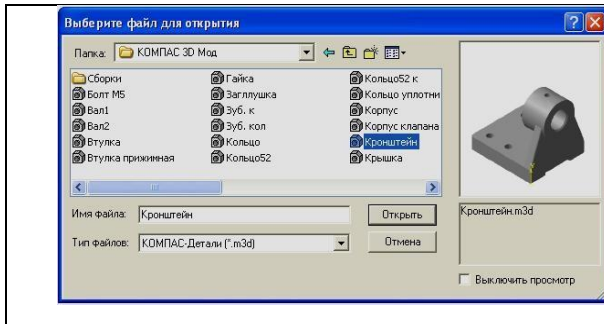 Выберите файл для открытия
Папка: КОМПАС 3D Мод
Сборки Гайка Кольцо52 к
Болт М5 Загллушка Кольцо уплотни
Вал1 Зуб. к Корпус
Вал2 Зуб. кол Корпус клапана
Втулка Кольцо Кронштейн
Втулка прижимная Кольцо52 Крышка
Имя файла: Кронштейн Открыть Кронштейн.m3d
Тип файлов: КОМПАС-Детали (*.m3d) Отмена
Выключить просмотр